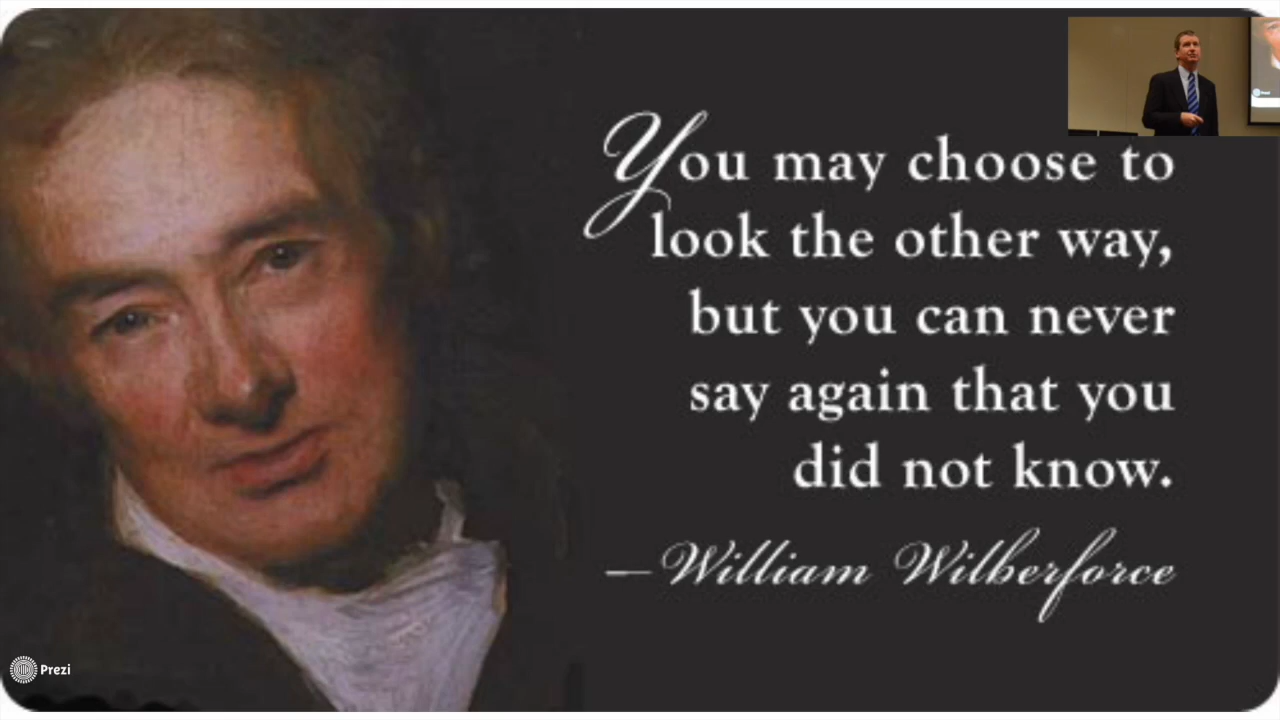 You may choose to
look the other way,
but you can never
say again that you
did not know.
—William Wilberforce
Prezi